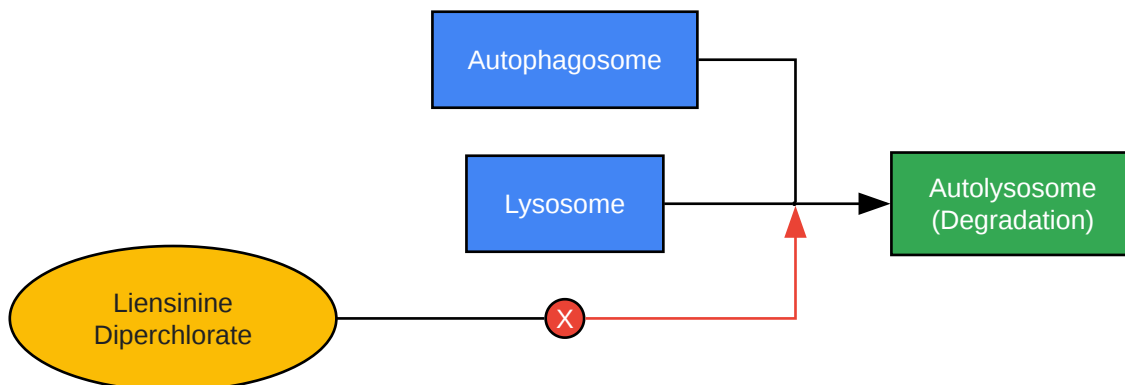 Autophagosome
Lysosome
Autolysosome
(Degradation)
Liensinine
Diperchlorate
X